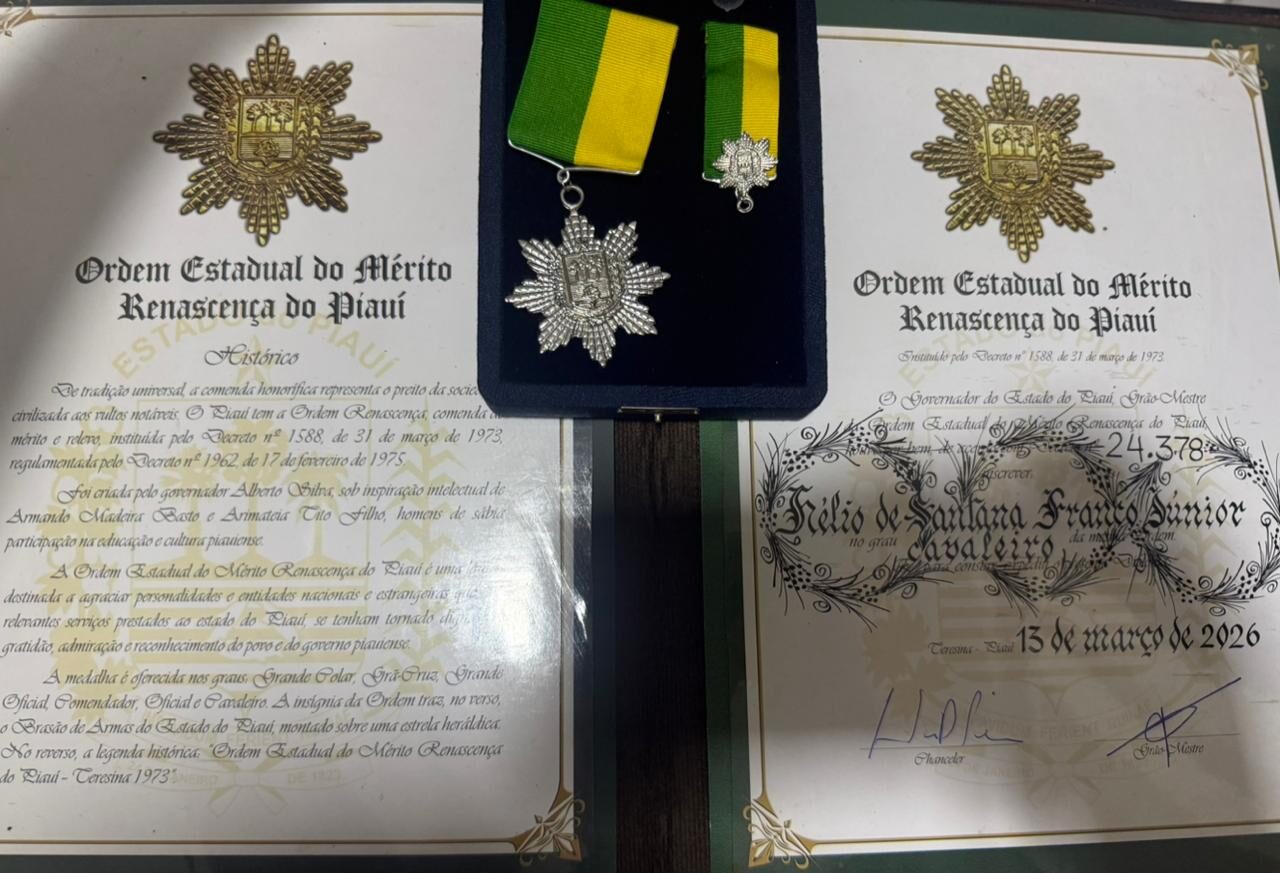 Ordem Estadual do Mérito
Renascença do Piauí
ESTADO do PIAUÍ
Histórico
De tradição universal, a comenda honorífica representa o preito da
civilizada aos vultos notáveis. O Piauí tem a Ordem Renascença, comenda
mérito e relevo, instituída pelo Decreto nº 1588, de 31 de março de 1973,
regulamentada pelo Decreto nº 1962, de 17 de fevereiro de 1975.
Foi criada pelo governador Alberto Silva, sob inspiração intelectual de
Armando Madeira Basto e Arimateia Tito Filho, homens de sábia
participação na educação e cultura piauiense.
A Ordem Estadual do Mérito Renascença do Piauí é uma
destinada a agraciar personalidades e entidades nacionais e estrangeiras
relevantes serviços prestados ao estado do Piauí, se tenham tornado
gratidão, admiração e reconhecimento do povo e do governo piauiense.
A medalha é oferecida nos graus: Grande Colar, Grã-Cruz, Grande
Oficial, Comendador, Oficial e Cavaleiro. A insígnia da Ordem traz, no verso,
o Brasão de Armas do Estado do Piauí, montado sobre uma estrela heráldica.
No reverso, a legenda histórica: "Ordem Estadual do Mérito Renascença
do Piauí - Teresina 1973".
Ordem Estadual do Mérito
Renascença do Piauí
Instituído pelo Decreto nº 1588, de 31 de março de 1973.
O Governador do Estado do Piauí, Grão-Mestre
da Ordem Estadual do Mérito Renascença do Piauí,
24.378
inscrever,
Hélio de Santana Franco Júnior
no grau cavaleiro da mesma Ordem.
Teresina - Piauí 13 de março de 2026
Chanceler
Grão-Mestre